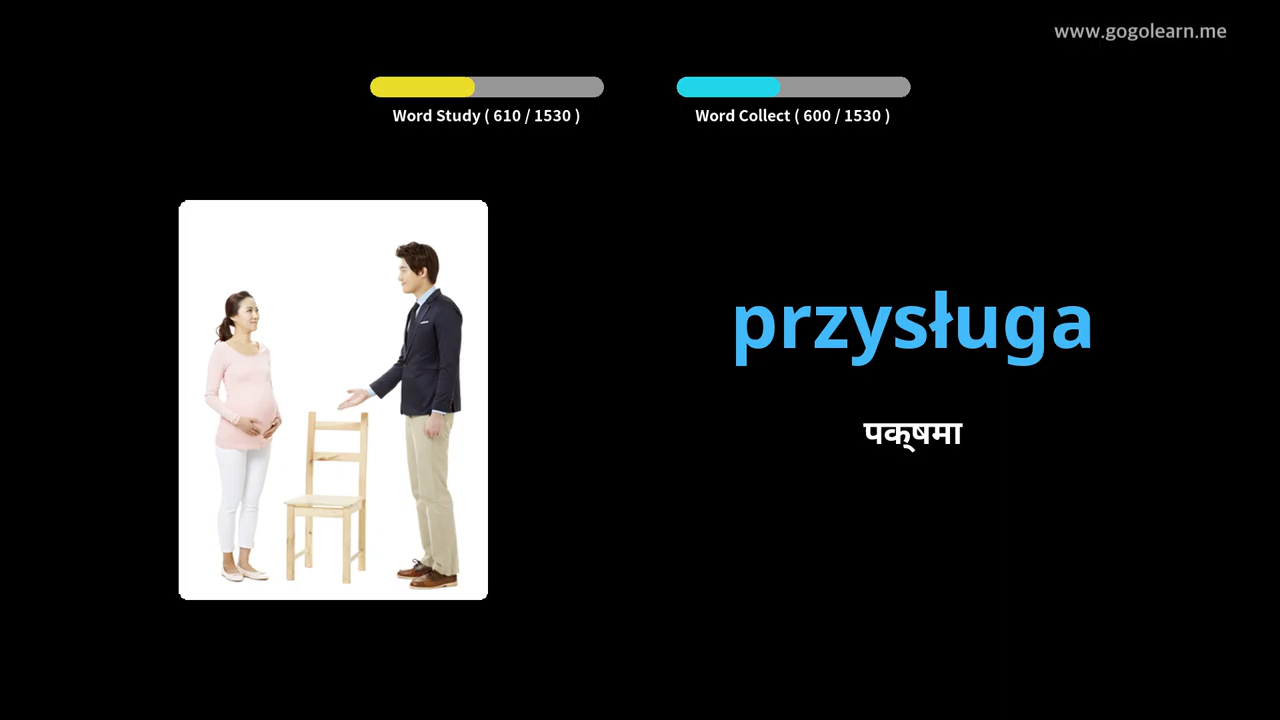 www.gogolearn.me
Word Study ( 610 / 1530 )
Word Collect ( 600 / 1530 )
przysługa
पक्षमा